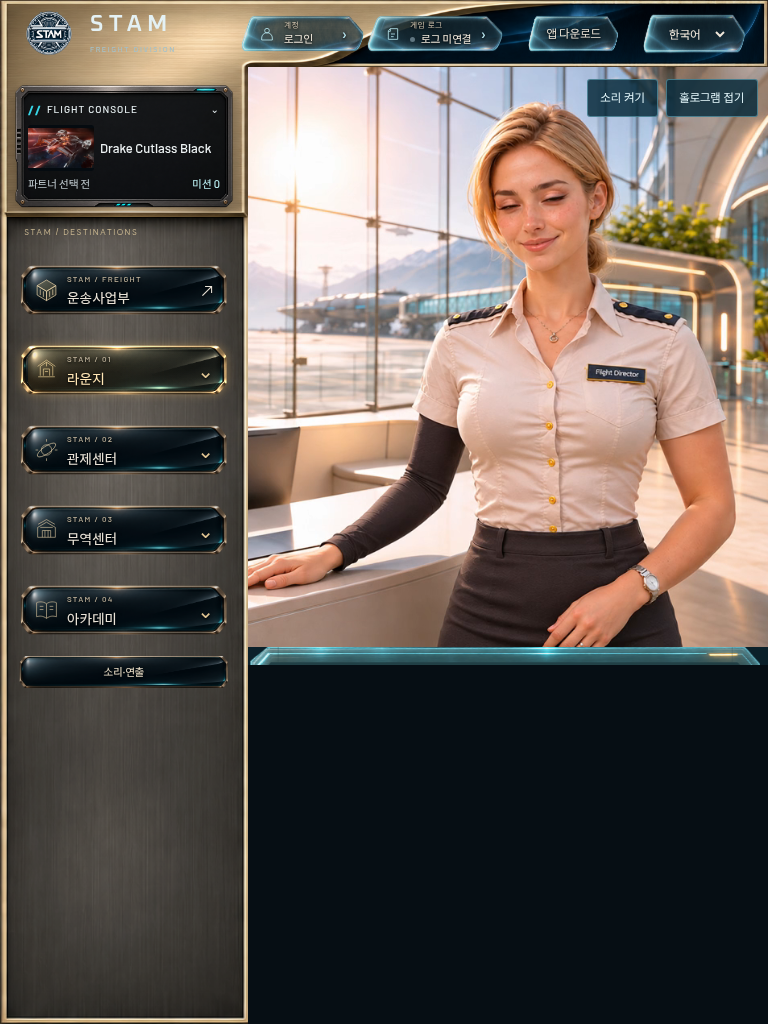 STAM
STAM
FREIGHT DIVISION
계정
로그인
게임 로그
로그 미연결
앱 다운로드
한국어
소리 켜기
홀로그램 접기
// FLIGHT CONSOLE
Drake Cutlass Black
파트너 선택 전
미션 0
STAM / DESTINATIONS
STAM / FREIGHT
운송사업부
STAM / 01
라운지
STAM / 02
관제센터
STAM / 03
무역센터
STAM / 04
아카데미
소리·연출
Flight Director